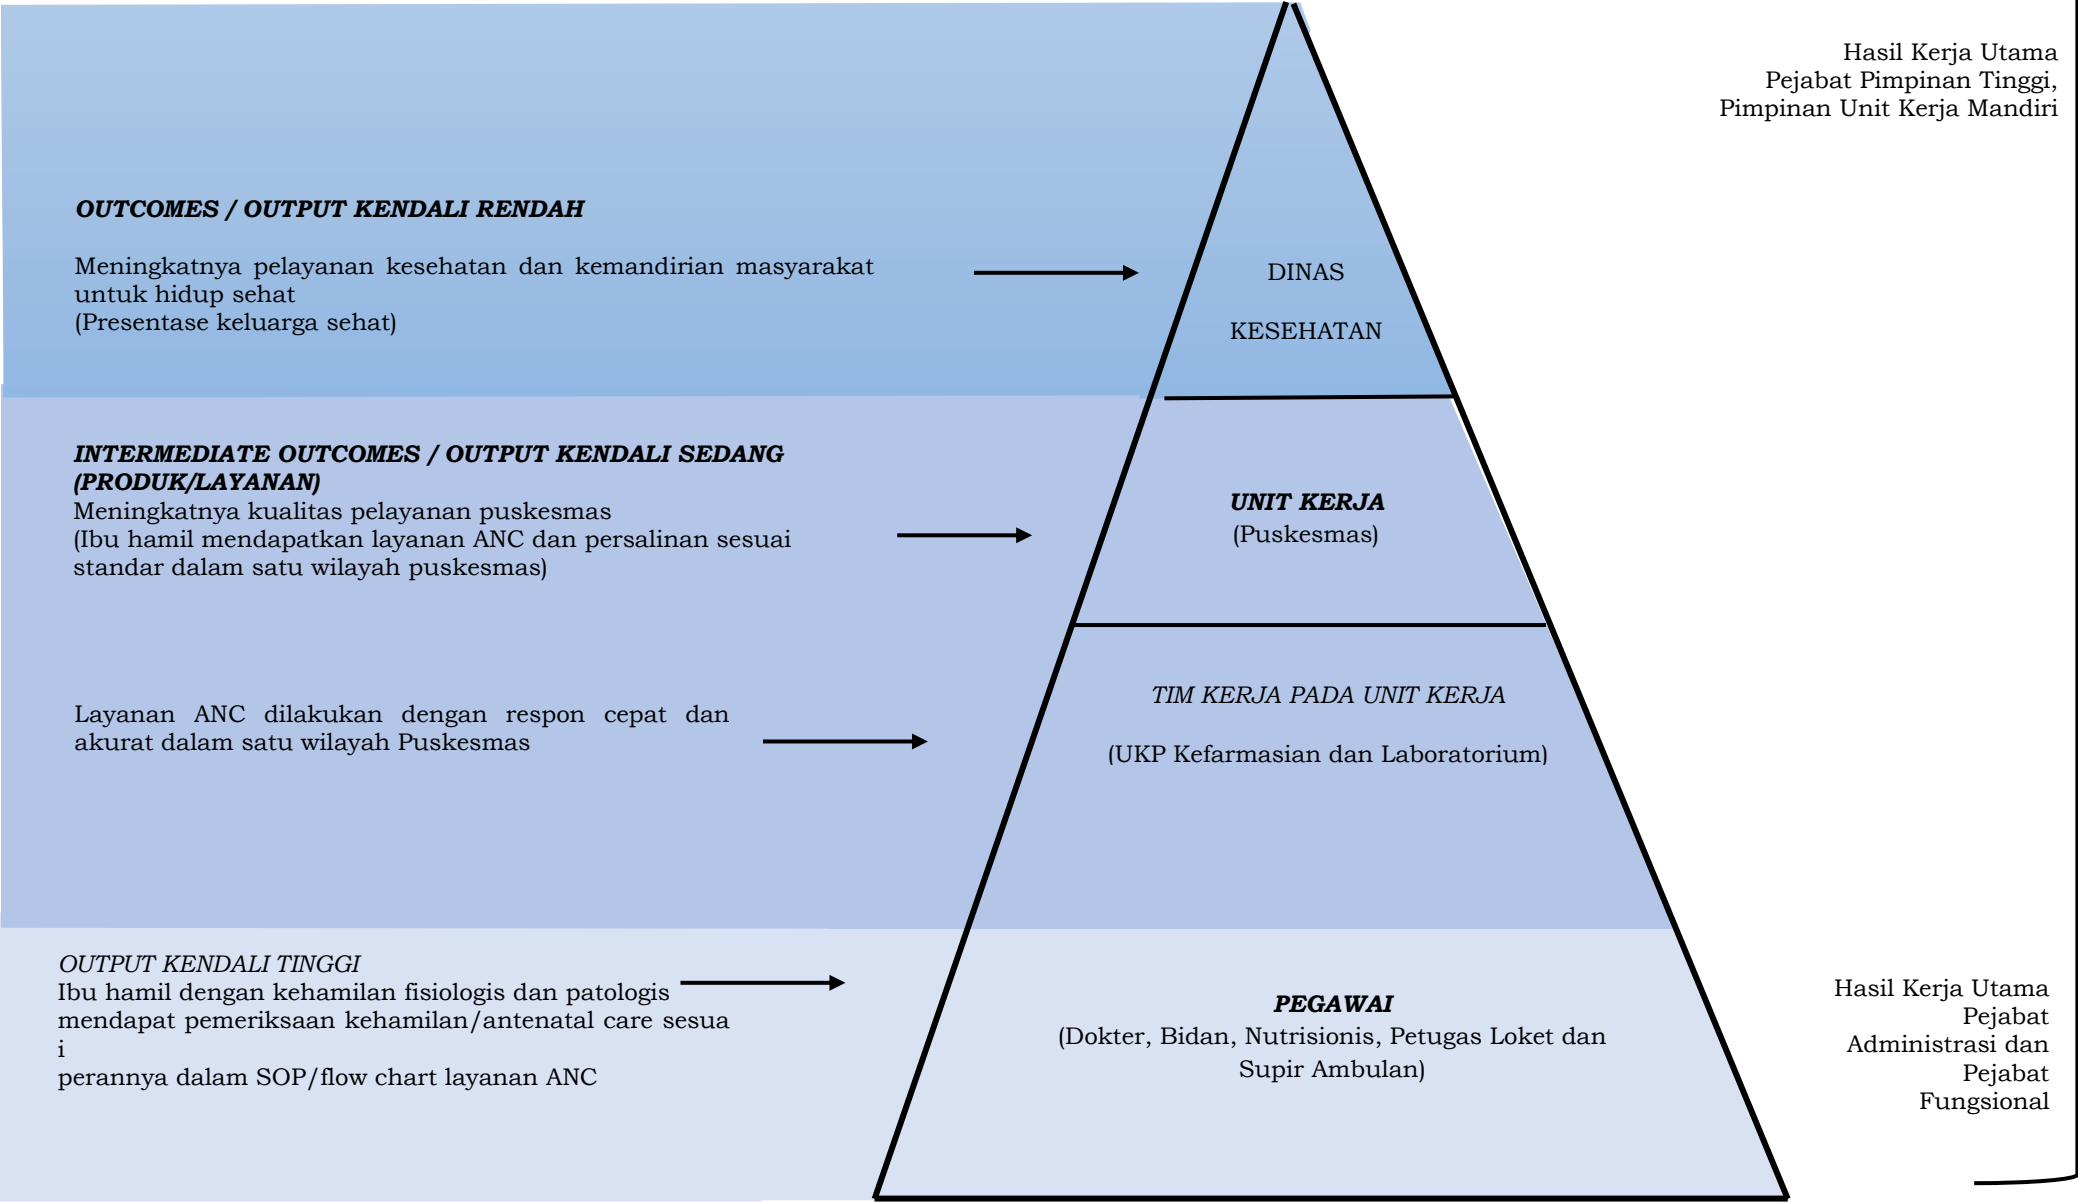 Hasil Kerja Utama
Pejabat Pimpinan Tinggi,
Pimpinan Unit Kerja Mandiri
OUTCOMES / OUTPUT KENDALI RENDAH
Meningkatnya pelayanan kesehatan dan kemandirian masyarakat
untuk hidup sehat
(Presentase keluarga sehat)
DINAS
KESEHATAN
INTERMEDIATE OUTCOMES / OUTPUT KENDALI SEDANG
(PRODUK/LAYANAN)
Meningkatnya kualitas pelayanan puskesmas
(Ibu hamil mendapatkan layanan ANC dan persalinan sesuai
standar dalam satu wilayah puskesmas)
UNIT KERJA
(Puskesmas)
Layanan ANC dilakukan dengan respon cepat dan
akurat dalam satu wilayah Puskesmas
TIM KERJA PADA UNIT KERJA
(UKP Kefarmasian dan Laboratorium)
OUTPUT KENDALI TINGGI
Ibu hamil dengan kehamilan fisiologis dan patologis
mendapat pemeriksaan kehamilan/antenatal care sesua
i
perannya dalam SOP/flow chart layanan ANC
PEGAWAI
(Dokter, Bidan, Nutrisionis, Petugas Loket dan
Supir Ambulan)
Hasil Kerja Utama
Pejabat
Administrasi dan
Pejabat
Fungsional